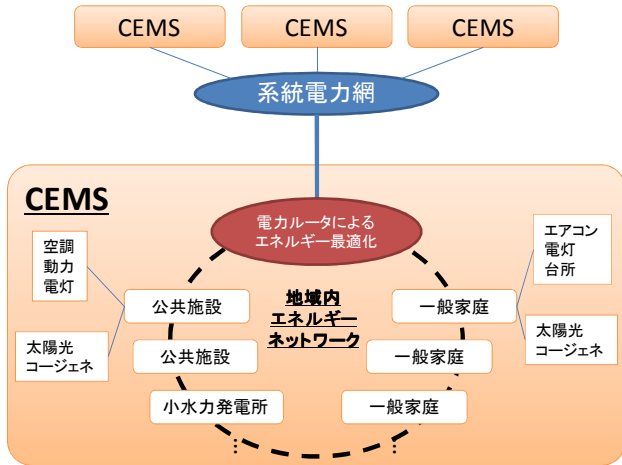 CEMS
CEMS
CEMS
系統電力網
CEMS
電力ルータによる
エネルギー最適化
空調
動力
電灯
エアコン
電灯
台所
公共施設
地域内
エネルギー
ネットワーク
一般家庭
太陽光
コージェネ
公共施設
一般家庭
太陽光
コージェネ
小水力発電所
一般家庭
…
…